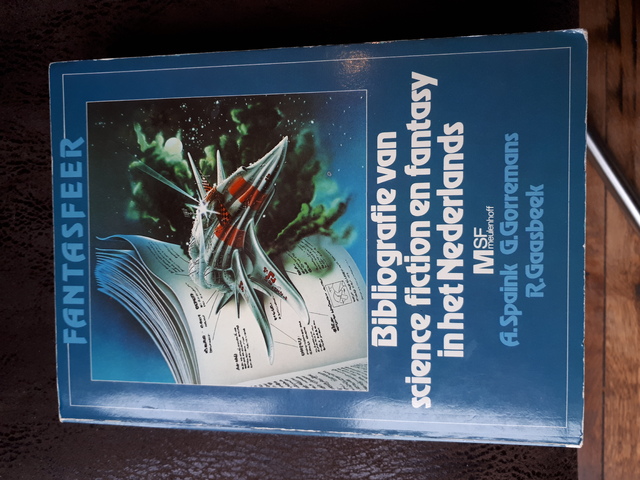 FANTASFEER
Bibliografie van
science fiction en fantasy
in het Nederlands
MSF
meulenhoff
A.Spaink G.Gorremans
R.Gaasbeek